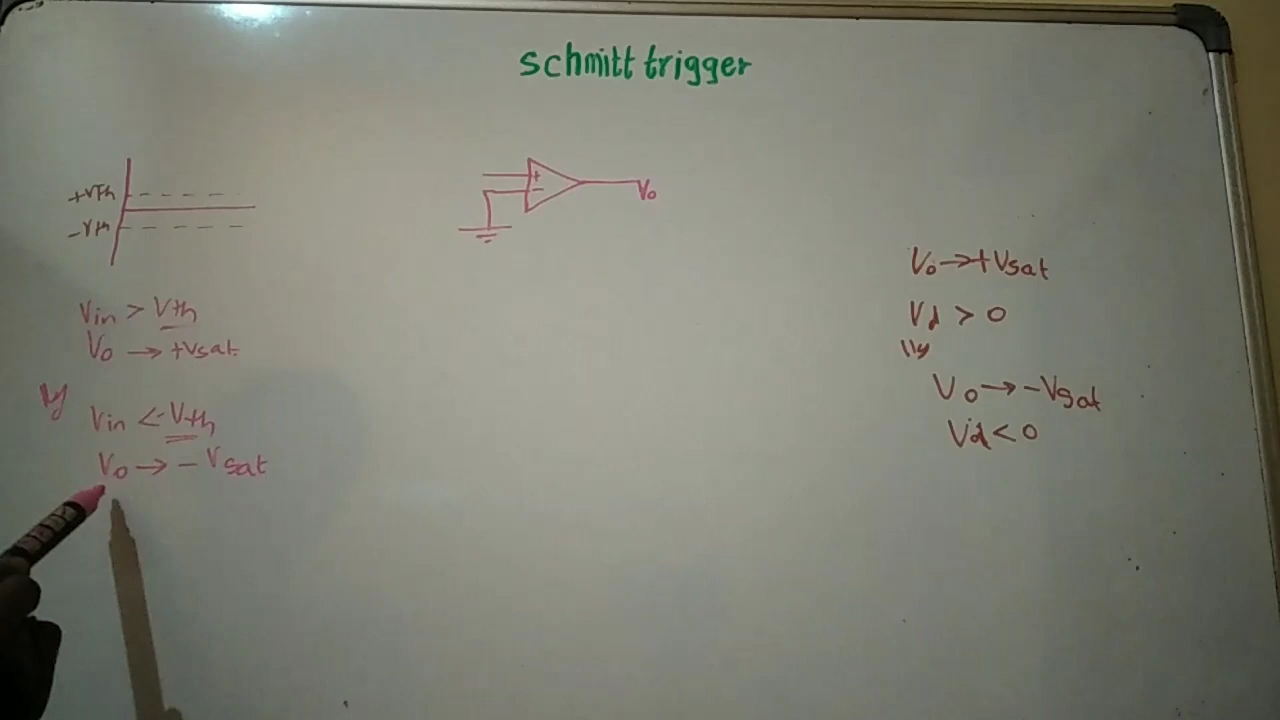 schmitt trigger
+VTh
-Vth
+
-
Vo
Vin > Vth
Vo → +Vsat
lly
Vin < -Vth
Vo → -Vsat
Vo → +Vsat
Vd > 0
lly
Vo → -Vsat
Vd < 0